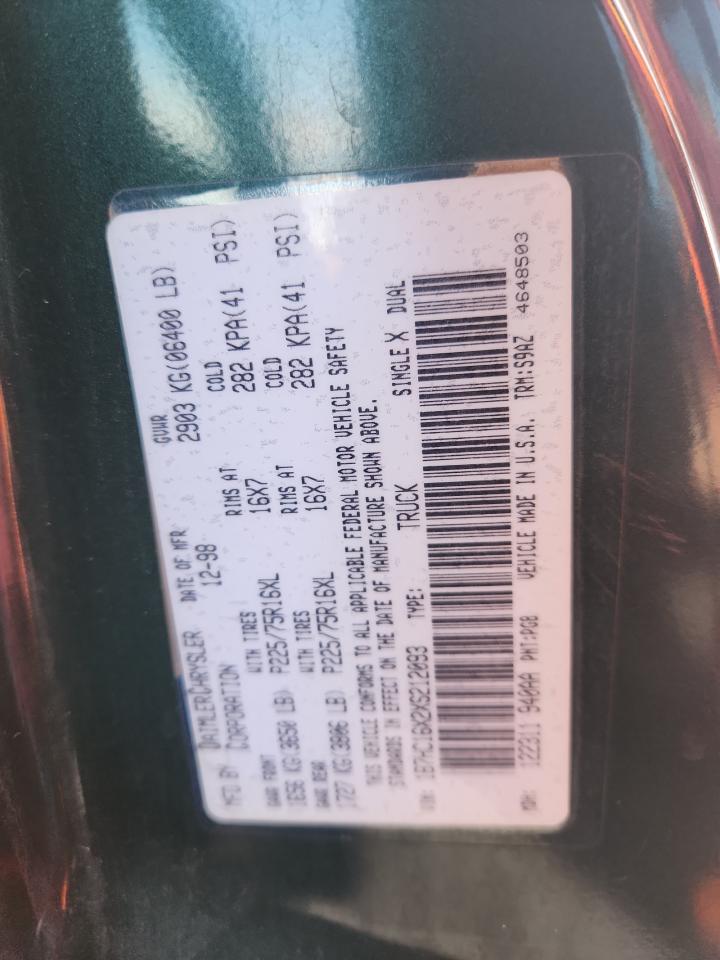 MFD BY DAIMLERCHRYSLER CORPORATION DATE OF MFR 12-98 GVWR 2903 KG(06400 LB)
GAWR FRONT WITH TIRES RIMS AT COLD
1656 KG(3650 LB) P225/75R16XL 16X7 282 KPA(41 PSI)
GAWR REAR WITH TIRES RIMS AT COLD
1727 KG(3806 LB) P225/75R16XL 16X7 282 KPA(41 PSI)
THIS VEHICLE CONFORMS TO ALL APPLICABLE FEDERAL MOTOR VEHICLE SAFETY
STANDARDS IN EFFECT ON THE DATE OF MANUFACTURE SHOWN ABOVE.
VIN: 1B7HC16X2XS212093 TYPE: TRUCK SINGLE X DUAL
MDH: 122311 940AA PNT:PG8 VEHICLE MADE IN U.S.A. TRM:S9AZ 4648503